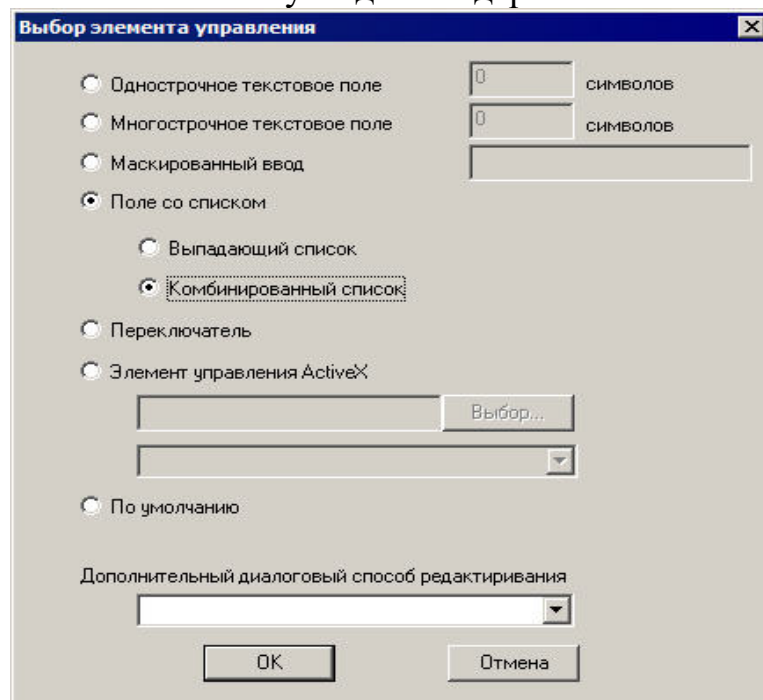 Выбор элемента управления
Однострочное текстовое поле 0 символов
Многострочное текстовое поле 0 символов
Маскированный ввод
Поле со списком
Выпадающий список
Комбинированный список
Переключатель
Элемент управления ActiveX
Выбор...
По умолчанию
Дополнительный диалоговый способ редактиривания
OK Отмена